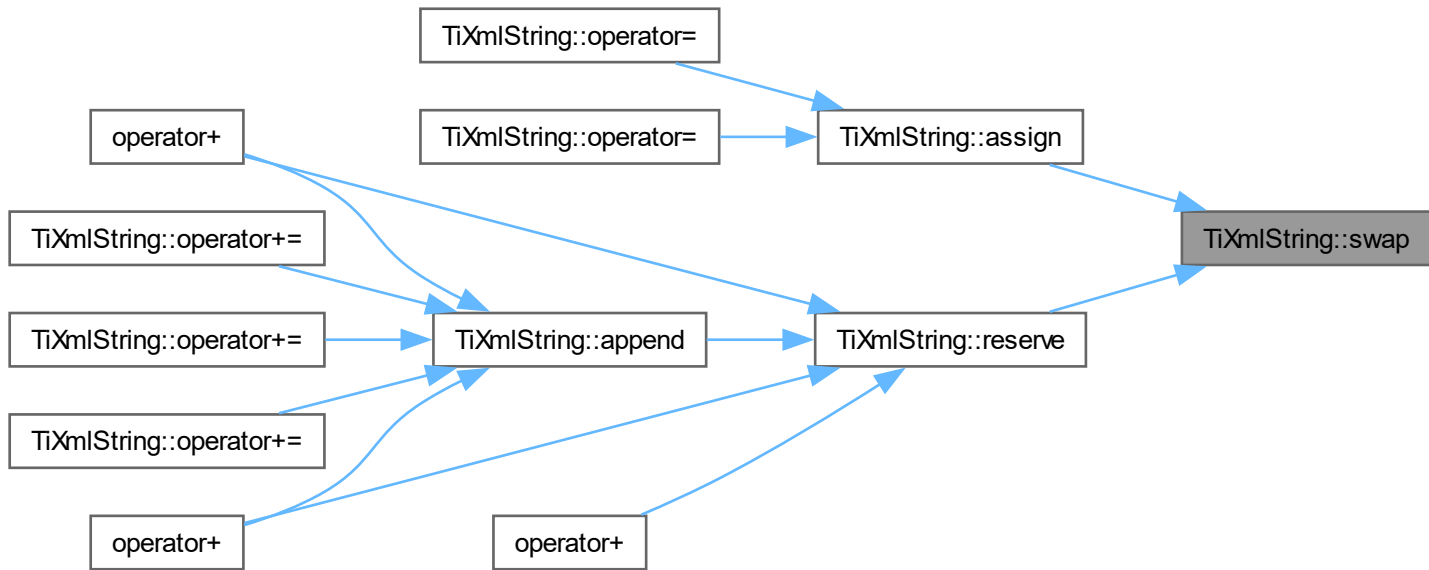 TiXmlString::operator=
operator+
TiXmlString::operator=
TiXmlString::assign
TiXmlString::operator+=
TiXmlString::swap
TiXmlString::operator+=
TiXmlString::append
TiXmlString::reserve
TiXmlString::operator+=
operator+
operator+